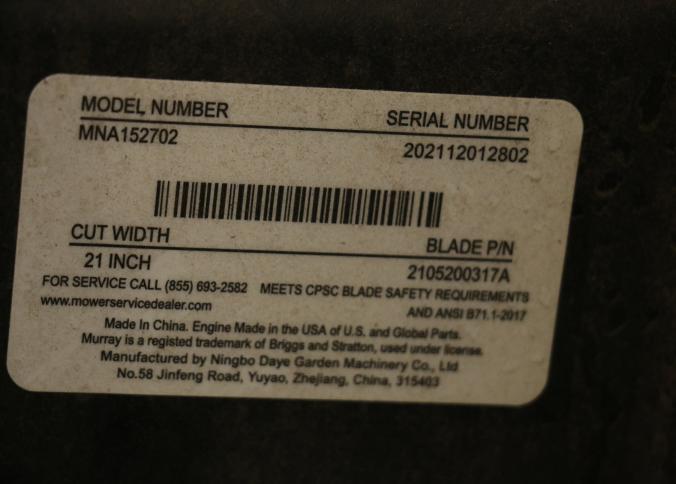 MODEL NUMBER SERIAL NUMBER
MNA152702 202112012802
CUT WIDTH BLADE P/N
21 INCH 2105200317A
FOR SERVICE CALL (855) 693-2582 MEETS CPSC BLADE SAFETY REQUIREMENTS
www.mowerservicedealer.com AND ANSI B71.1-2017
Made In China. Engine Made in the USA of U.S. and Global Parts.
Murray is a registed trademark of Briggs and Stratton, used under license.
Manufactured by Ningbo Daye Garden Machinery Co., Ltd
No.58 Jinfeng Road, Yuyao, Zhejiang, China, 315403